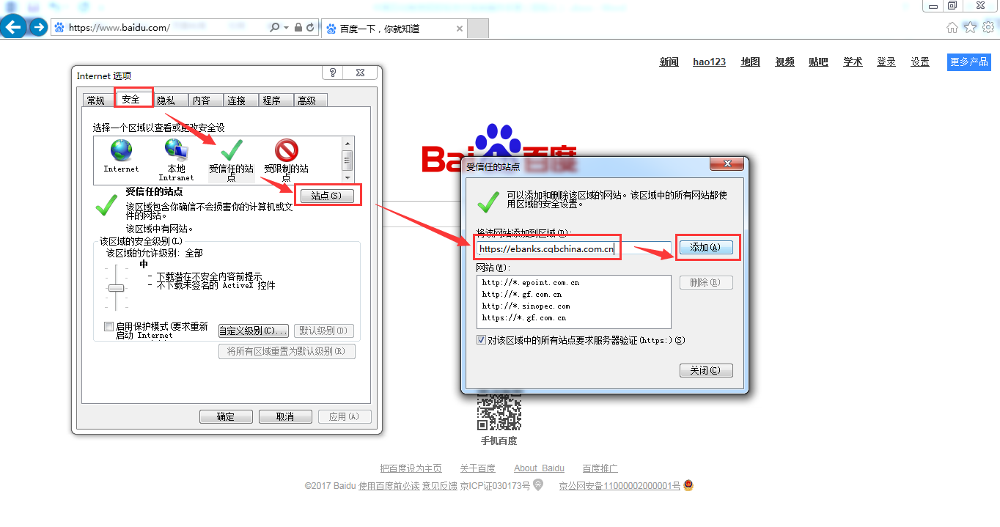 https://www.baidu.com/
百度一下，你就知道
新闻 hao123 地图 视频 贴吧 学术 登录 设置 更多产品
Internet 选项
常规 安全 隐私 内容 连接 程序 高级
选择一个区域以查看或更改安全设
Internet
本地
Intranet
受信任的站
点
受限制的站
点
受信任的站点
站点(S)
该区域包含你确信不会损害你的计算机或文
件的网站。
该区域中有网站。
该区域的安全级别(L)
该区域的允许级别: 全部
中
- 下载潜在不安全内容前提示
- 不下载未签名的 ActiveX 控件
启用保护模式(要求重新
启动 Internet
自定义级别(C)... 默认级别(D)
将所有区域重置为默认级别(R)
确定 取消 应用(A)
Bai 百度
受信任的站点
可以添加和删除该区域的网站。该区域中的所有网站都使
用区域的安全设置。
将该网站添加到区域(D):
https://ebanks.cgbchina.com.cn
添加(A)
网站(W):
http://*.epoint.com.cn
http://*.gf.com.cn
http://*.sinopec.com
https://*.gf.com.cn
删除(R)
对该区域中的所有站点要求服务器验证(https:)(S)
关闭(C)
手机百度
把百度设为主页 关于百度 About Baidu 百度推广
©2017 Baidu 使用百度前必读 意见反馈 京ICP证030173号 京公网安备11000002000001号